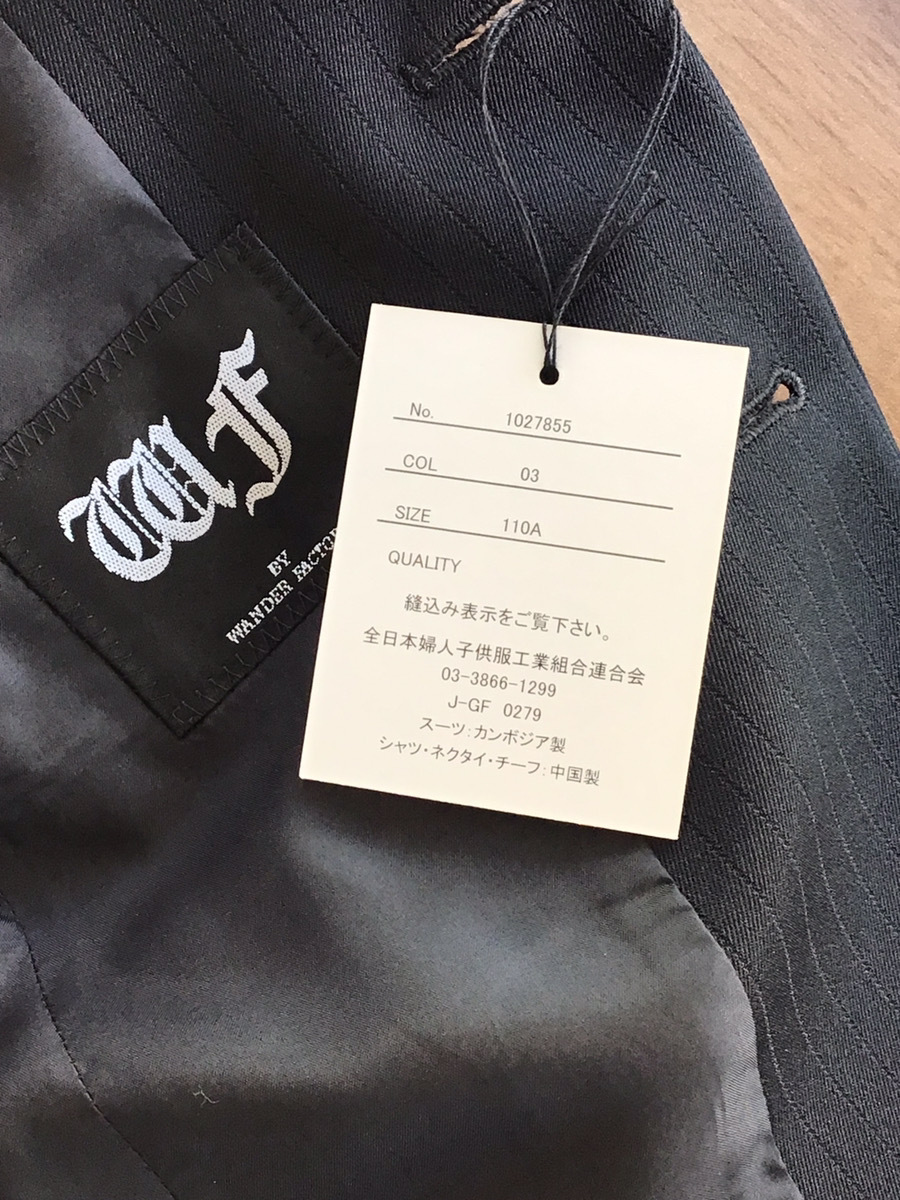 WF
BY
WANDER FACTOR
No. 1027855
COL 03
SIZE 110A
QUALITY
縫込み表示をご覧下さい。
全日本婦人子供服工業組合連合会
03-3866-1299
J-GF 0279
スーツ:カンボジア製
シャツ・ネクタイ・チーフ:中国製